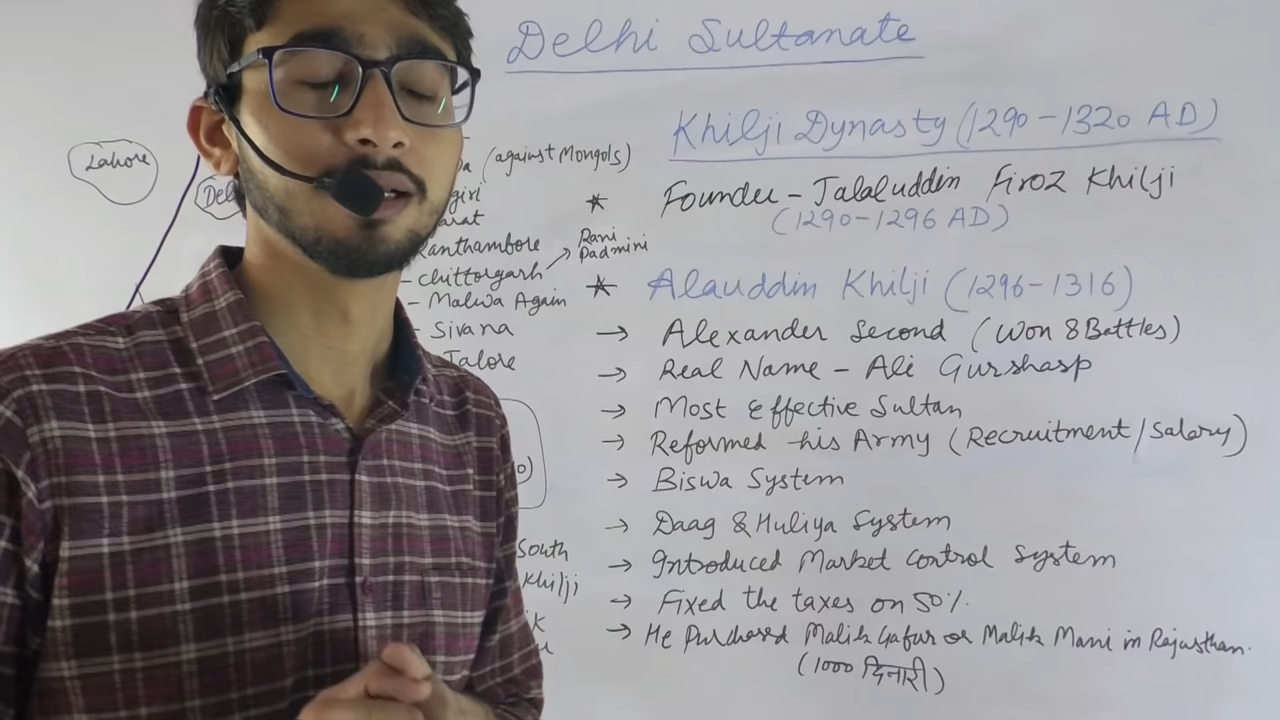 Delhi Sultanate
Khilji Dynasty (1290-1320 AD)
Founder - Jalaluddin Firoz Khilji
(1290-1296 AD)
* Alauddin Khilji (1296-1316)
→ Alexander Second (Won 8 Battles)
→ Real Name - Ali Gurshasp
→ Most Effective Sultan
→ Reformed his Army (Recruitment/Salary)
→ Biswa System
→ Daag & Huliya System
→ Introduced Market Control System
→ Fixed the taxes on 50%.
→ He Purchased Malik Gafur or Malik Mani in Rajasthan.
(1000 दिनारी)
Lahore
(against Mongols)
Ranthambore
- Chittorgarh → Rani Padmini
- Malwa Again
- Sivana
Jalore
South
Khilji